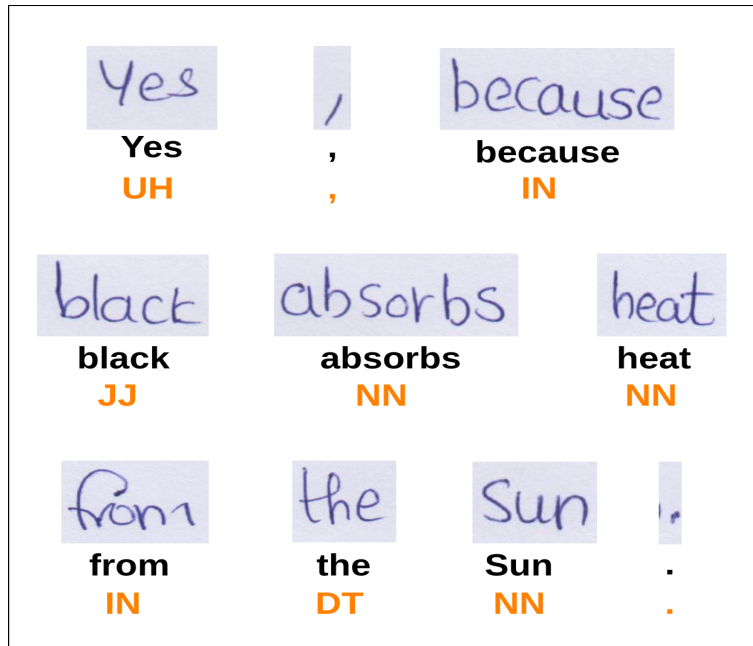 Yes , because
Yes , because
UH , IN
black absorbs heat
black absorbs heat
JJ NN NN
from the Sun .
from the Sun .
IN DT NN .